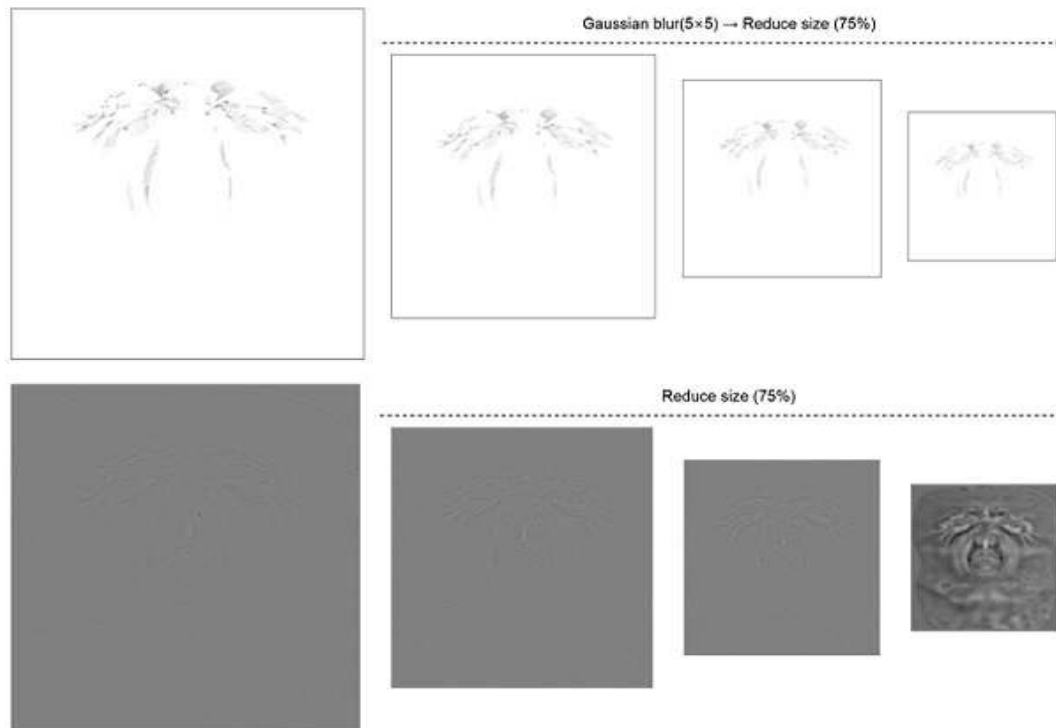 Gaussian blur(5×5) → Reduce size (75%)
Reduce size (75%)